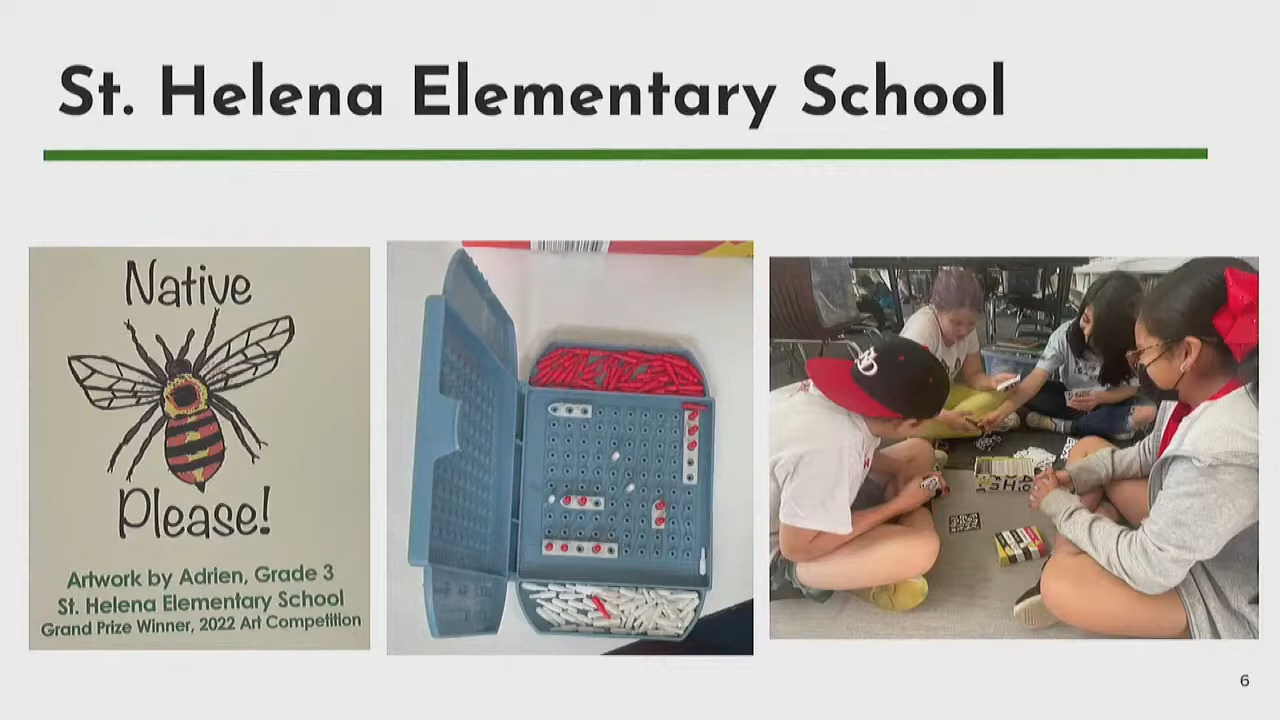 St. Helena Elementary School
Native
Please!
Artwork by Adrien, Grade 3
St. Helena Elementary School
Grand Prize Winner, 2022 Art Competition
6